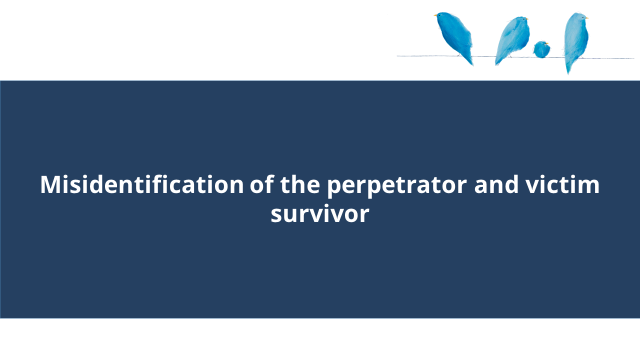 Misidentification of the perpetrator and victim
survivor